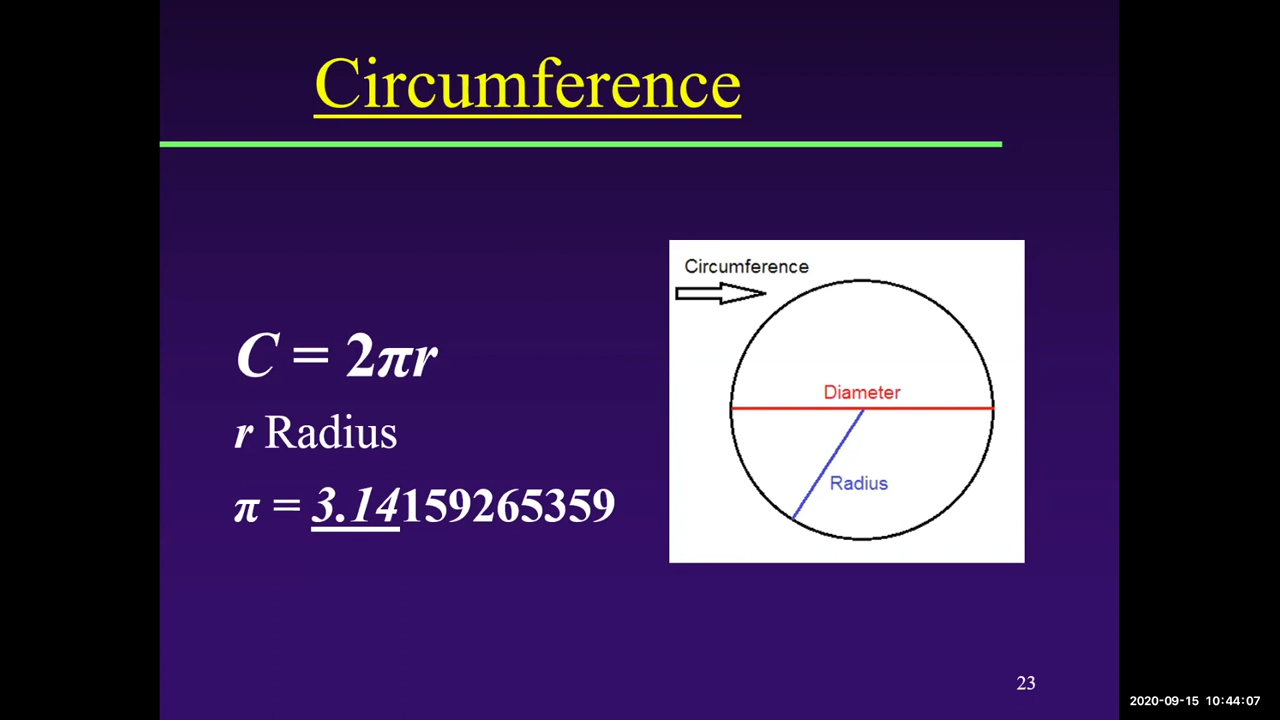 Circumference
C = 2πr
r Radius
π = 3.14159265359
Circumference
Diameter
Radius
23
2020-09-15 10:44:07